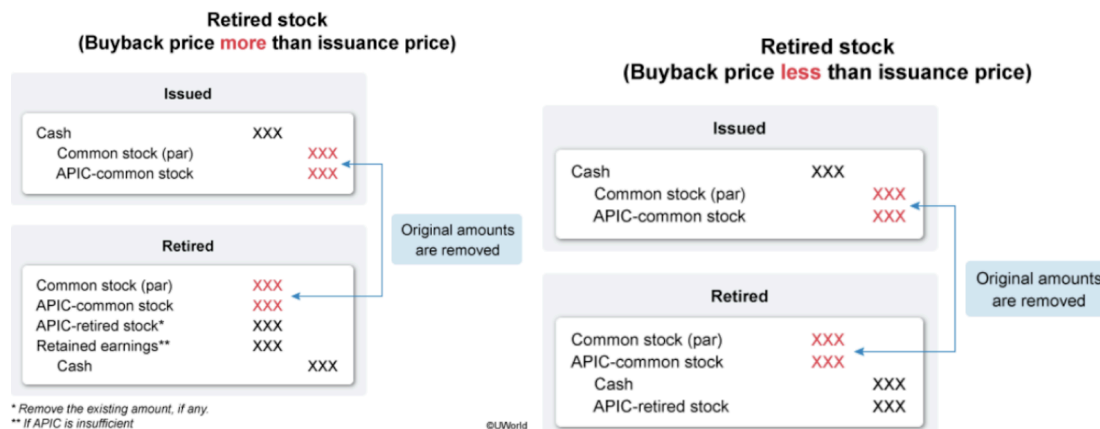 Retired stock
(Buyback price more than issuance price)
Issued
Cash XXX
Common stock (par) XXX
APIC-common stock XXX
Original amounts
are removed
Retired
Common stock (par) XXX
APIC-common stock XXX
APIC-retired stock* XXX
Retained earnings** XXX
Cash XXX
* Remove the existing amount, if any.
** If APIC is insufficient
©UWorld
Retired stock
(Buyback price less than issuance price)
Issued
Cash XXX
Common stock (par) XXX
APIC-common stock XXX
Original amounts
are removed
Retired
Common stock (par) XXX
APIC-common stock XXX
Cash XXX
APIC-retired stock XXX